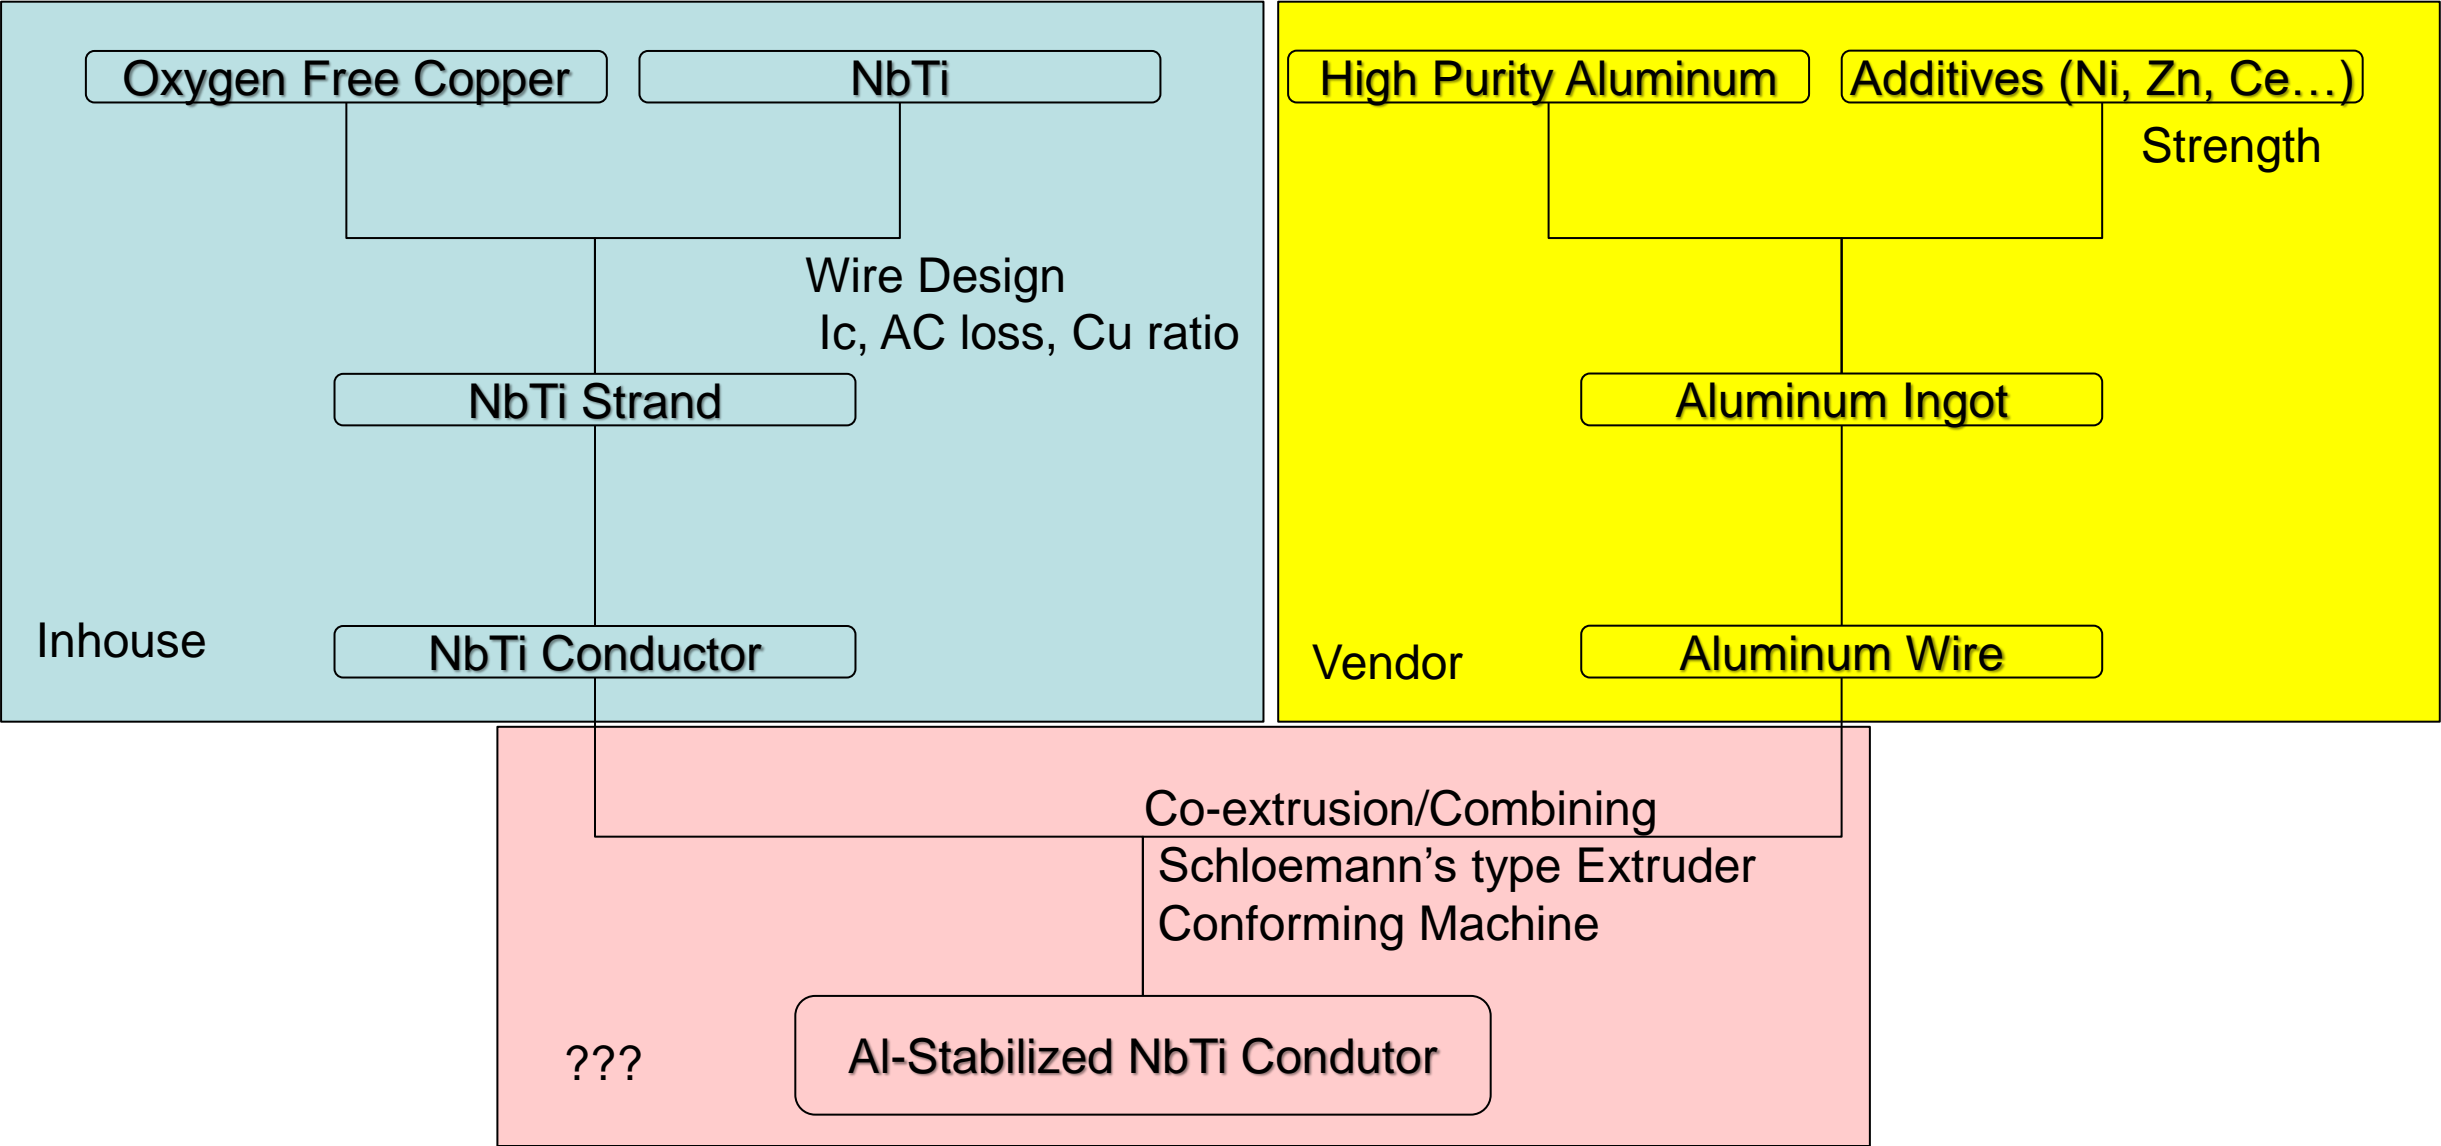 Oxygen Free Copper
NbTi
Wire Design
Ic, AC loss, Cu ratio
NbTi Strand
Inhouse
NbTi Conductor
High Purity Aluminum
Additives (Ni, Zn, Ce…)
Strength
Aluminum Ingot
Vendor
Aluminum Wire
Co-extrusion/Combining
Schloemann’s type Extruder
Conforming Machine
???
Al-Stabilized NbTi Condutor